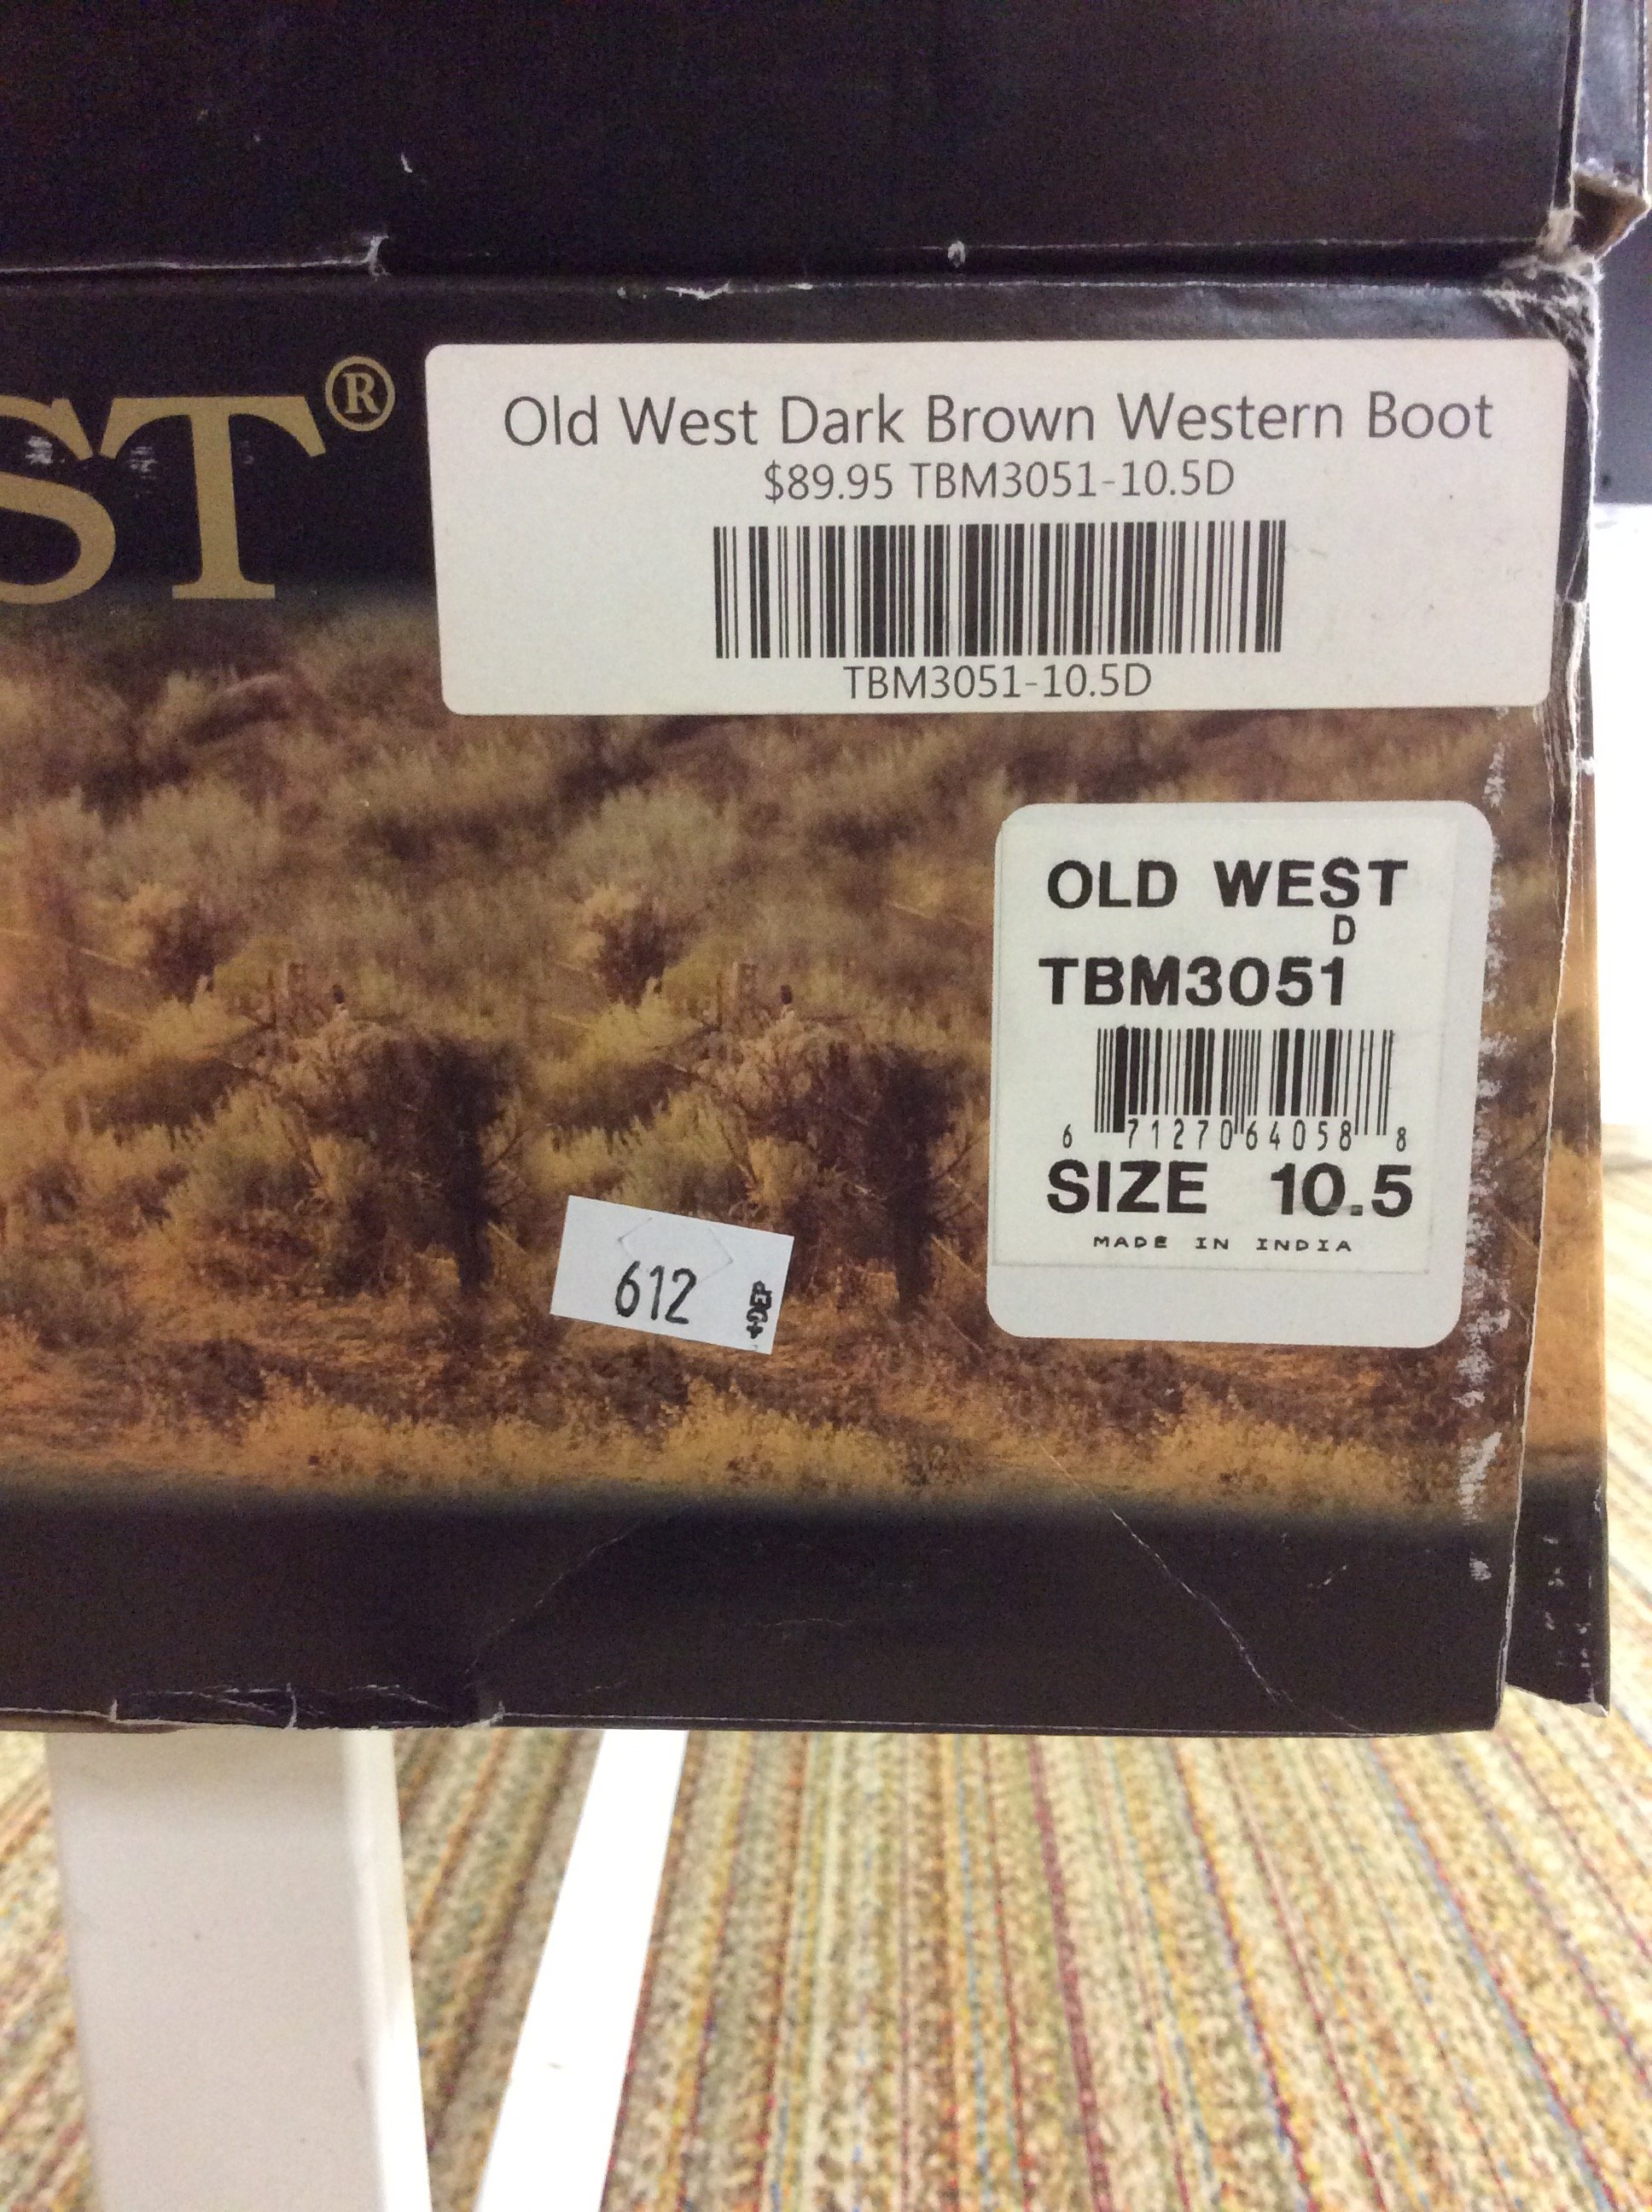 ST®
Old West Dark Brown Western Boot
$89.95 TBM3051-10.5D
TBM3051-10.5D
OLD WEST
D
TBM3051
6 71270 64058 8
SIZE 10.5
MADE IN INDIA
612
+DEP